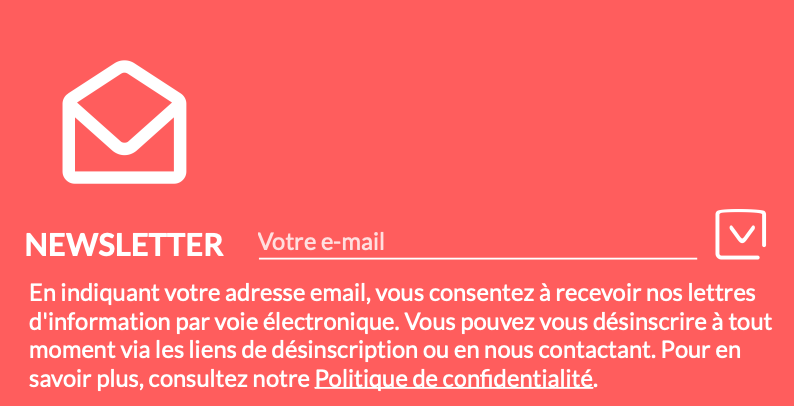 NEWSLETTER
Votre e-mail
En indiquant votre adresse email, vous consentez à recevoir nos lettres
d'information par voie électronique. Vous pouvez vous désinscrire à tout
moment via les liens de désinscription ou en nous contactant. Pour en
savoir plus, consultez notre Politique de confidentialité.